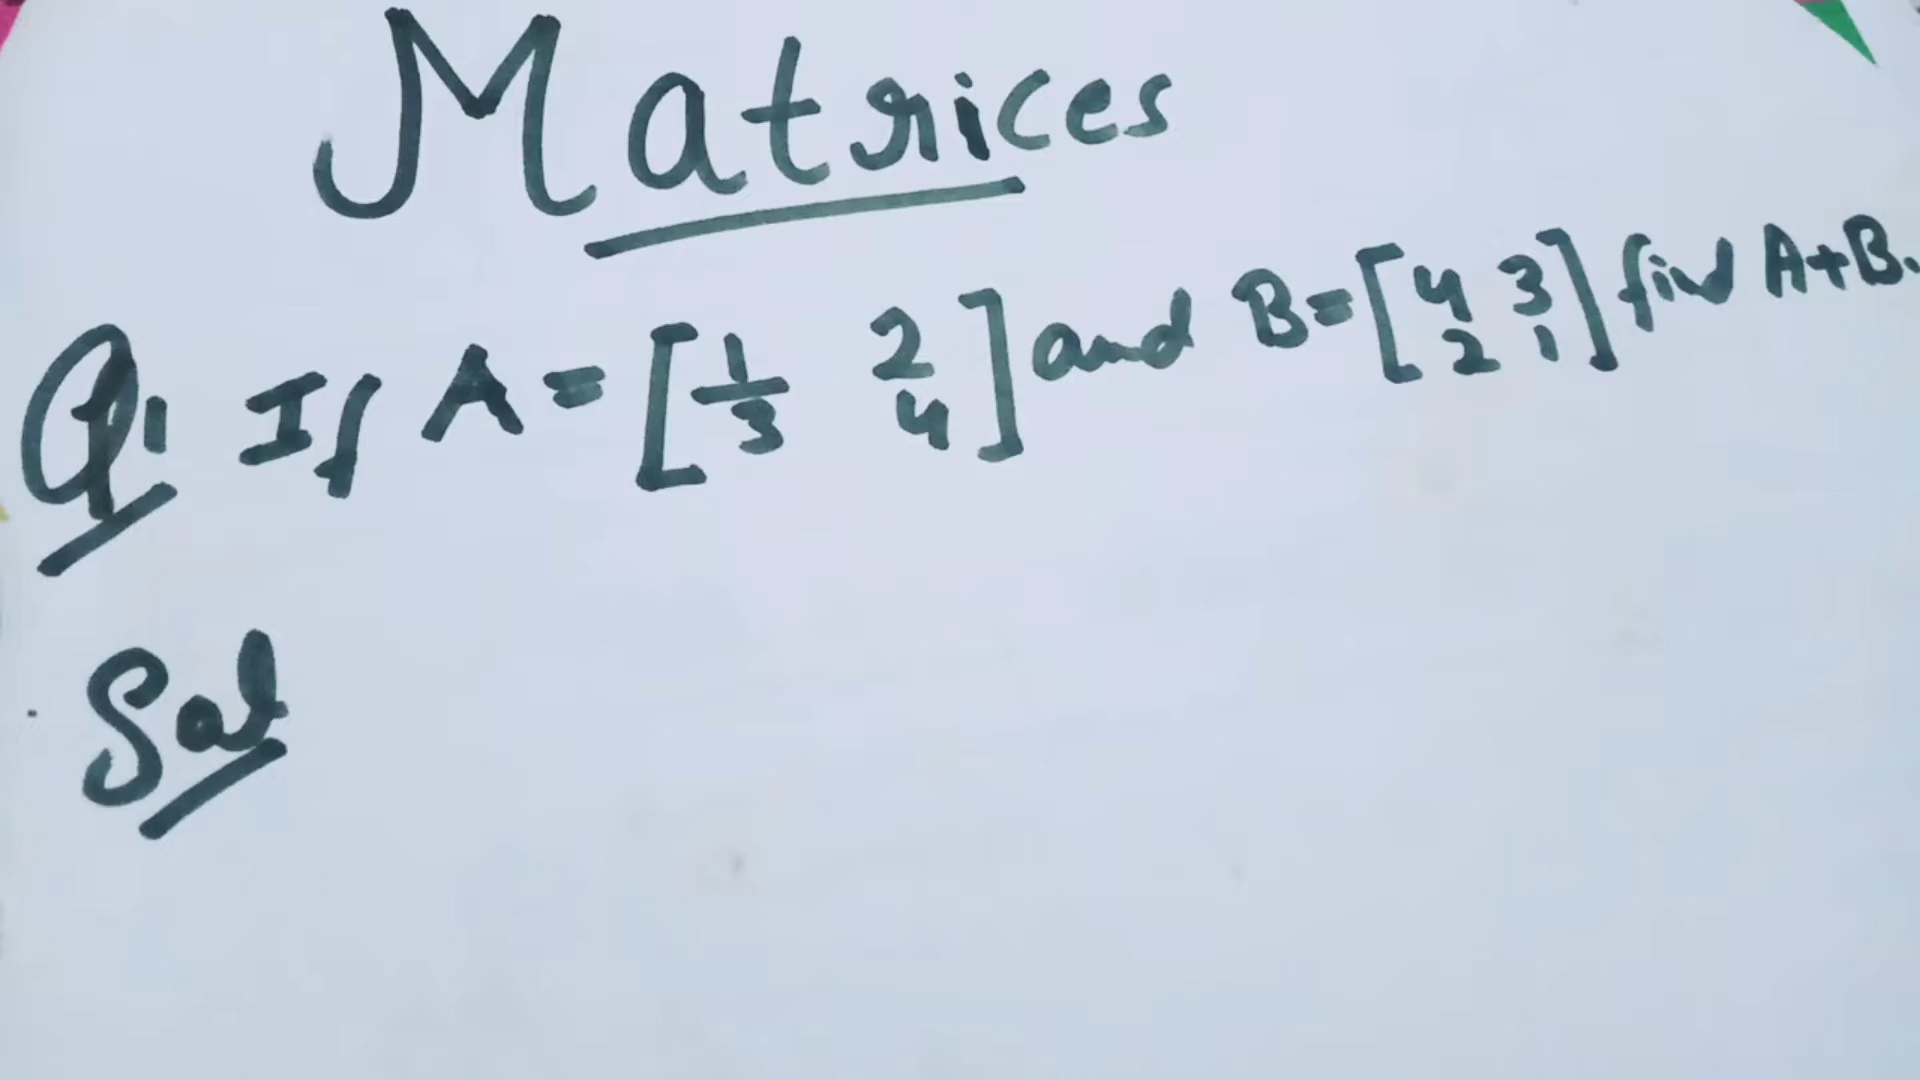 Matrices
Q1 If A = [1 2 and B = [4 3 find A+B.
3 4] 2 1]
Sol